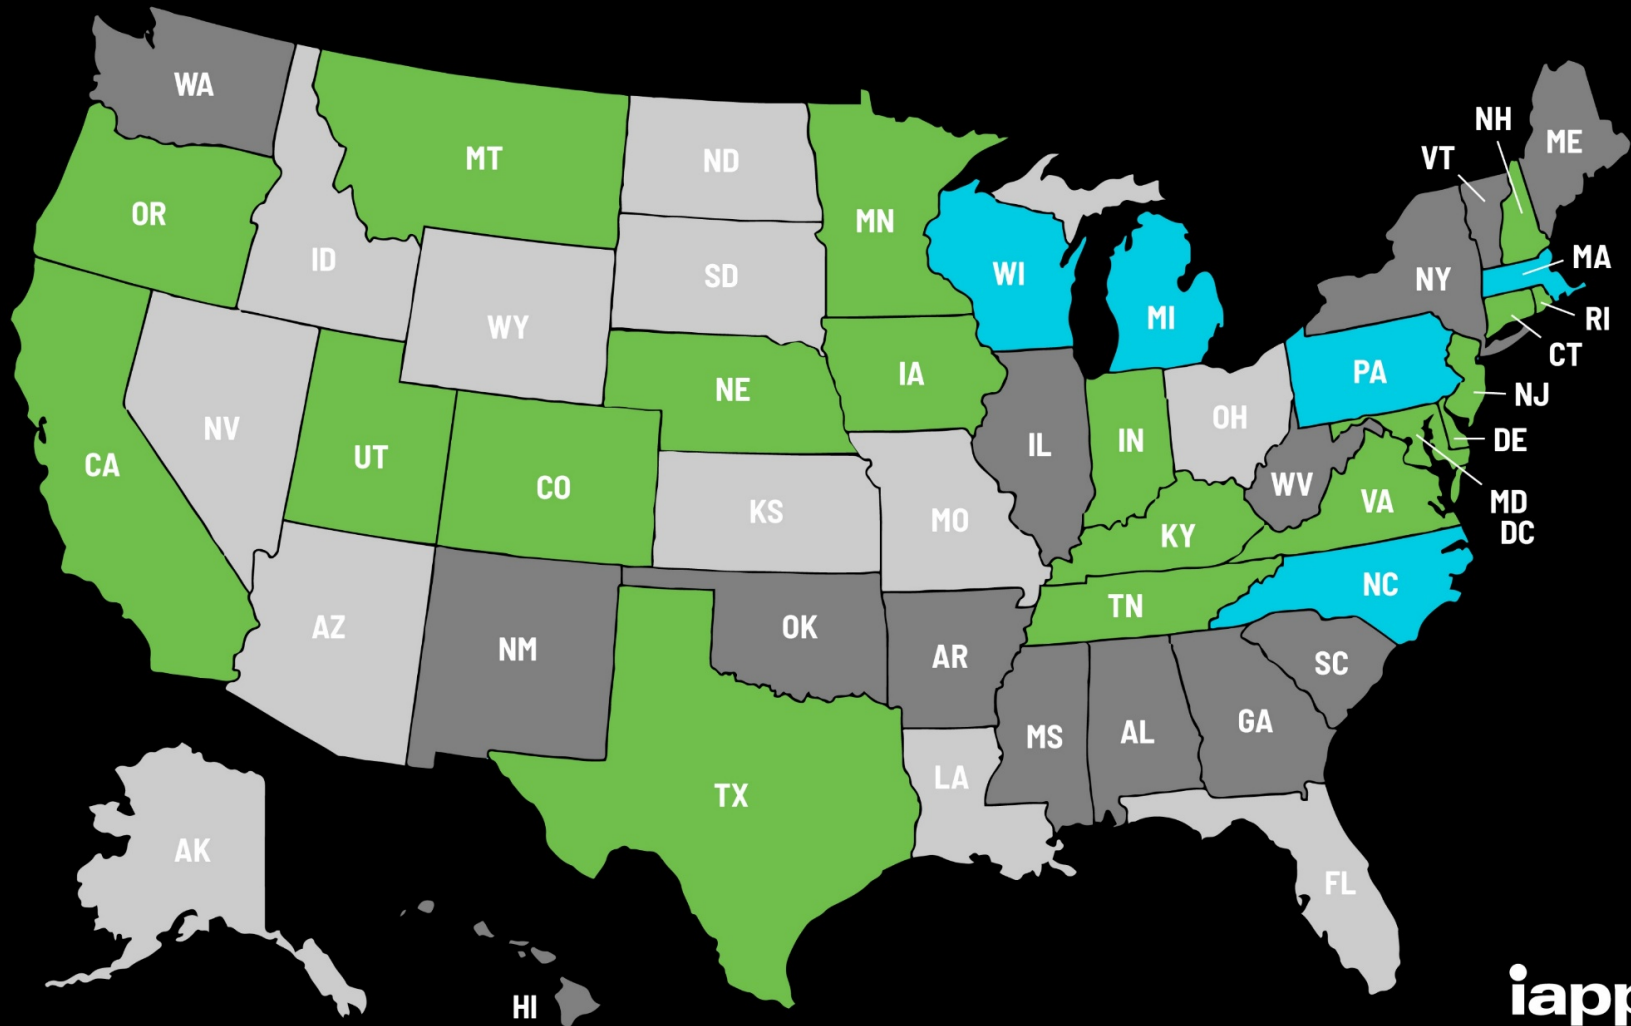 WA
NH
ME
VT
MT
ND
OR
MN
MA
ID
WI
SD
NY
MI
RI
WY
CT
PA
IA
NE
NJ
OH
NV
DE
IN
IL
UT
CA
WV
CO
VA
MD
KS
MO
DC
KY
NC
TN
AZ
OK
NM
AR
SC
GA
AL
MS
LA
TX
AK
FL
HI
iapp